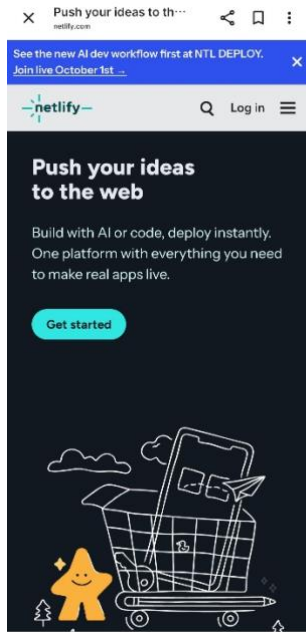 Push your ideas to th...
netlify.com
See the new AI dev workflow first at NTL DEPLOY.
Join live October 1st →
netlify
Log in
Push your ideas
to the web
Build with AI or code, deploy instantly.
One platform with everything you need
to make real apps live.
Get started